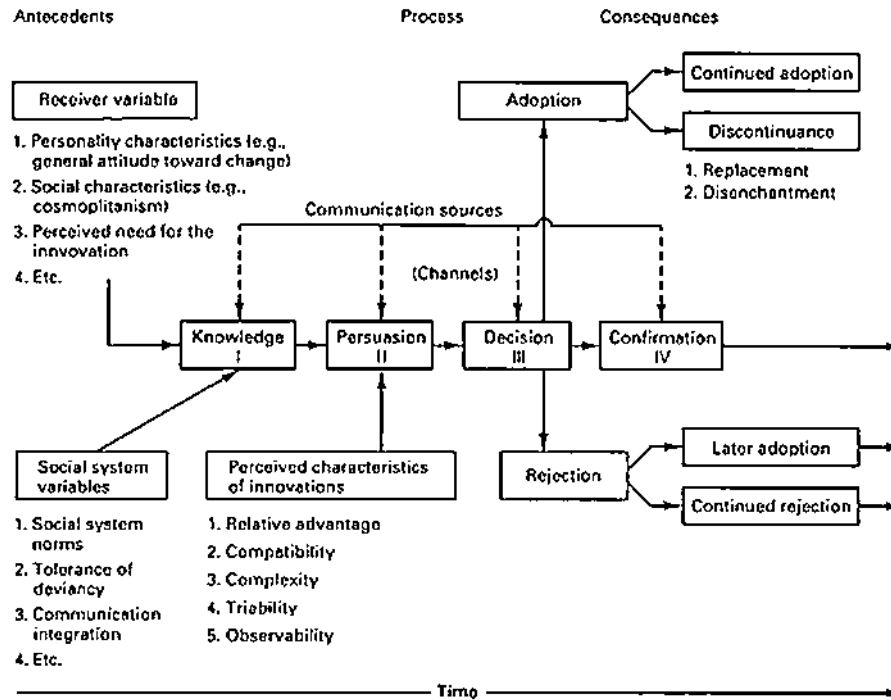 Antecedents
Process
Consequences
Receiver variable
1. Personality characteristics (e.g.,
general attitude toward change)
2. Social characteristics (e.g.,
cosmoplitanism)
3. Perceived need for the
innvovation
4. Etc.
Adoption
Continued adoption
Discontinuance
1. Replacement
2. Disenchantment
Communication sources
(Channels)
Knowledge
I
Persuasion
II
Decision
III
Confirmation
IV
Social system
variables
1. Social system
norms
2. Tolerance of
deviancy
3. Communication
integration
4. Etc.
Perceived characteristics
of innovations
1. Relative advantage
2. Compatibility
3. Complexity
4. Triability
5. Observability
Rejection
Later adoption
Continued rejection
Time